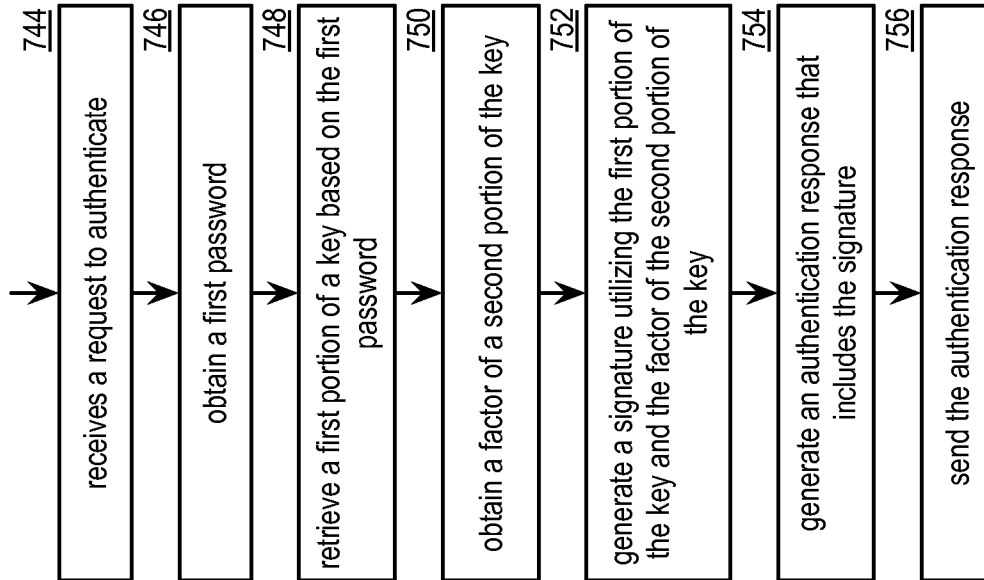 744
receives a request to authenticate
746
obtain a first password
748
retrieve a first portion of a key based on the first
password
750
obtain a factor of a second portion of the key
752
generate a signature utilizing the first portion of
the key and the factor of the second portion of
the key
754
generate an authentication response that
includes the signature
756
send the authentication response